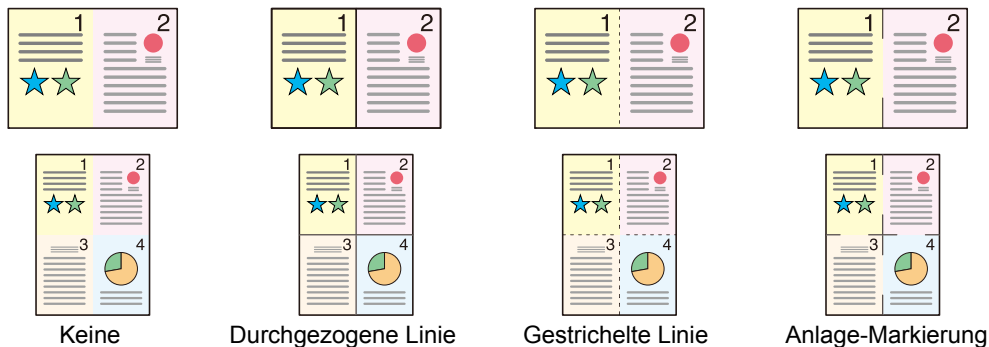 1 2 1 2 1 2 1 2
1 2 1 2 1 2 1 2
3 4 3 4 3 4 3 4
Keine Durchgezogene Linie Gestrichelte Linie Anlage-Markierung